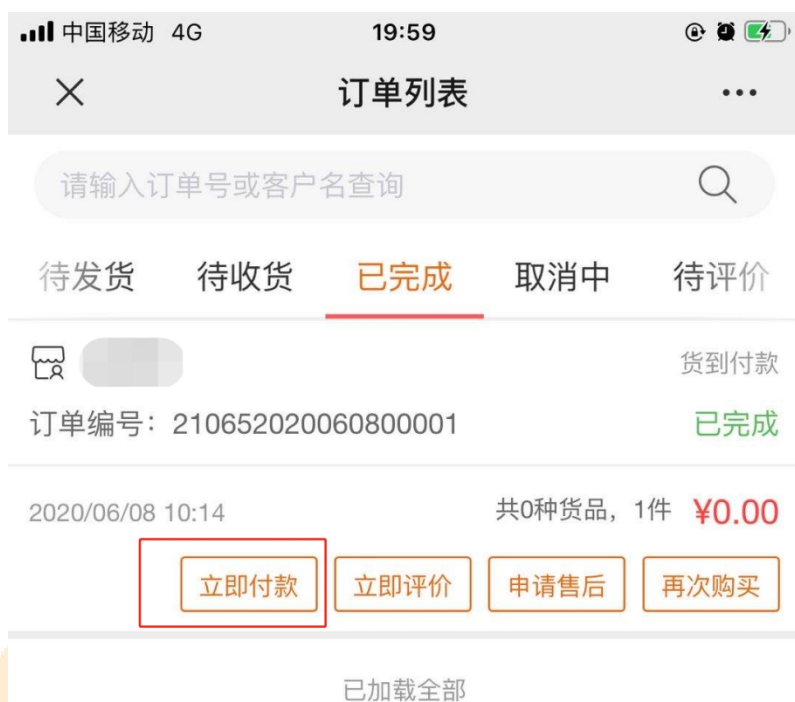 中国移动 4G 19:59
订单列表
请输入订单号或客户名查询
待发货 待收货 已完成 取消中 待评价
货到付款
订单编号：210652020060800001 已完成
2020/06/08 10:14 共0种货品，1件 ¥0.00
立即付款 立即评价 申请售后 再次购买
已加载全部